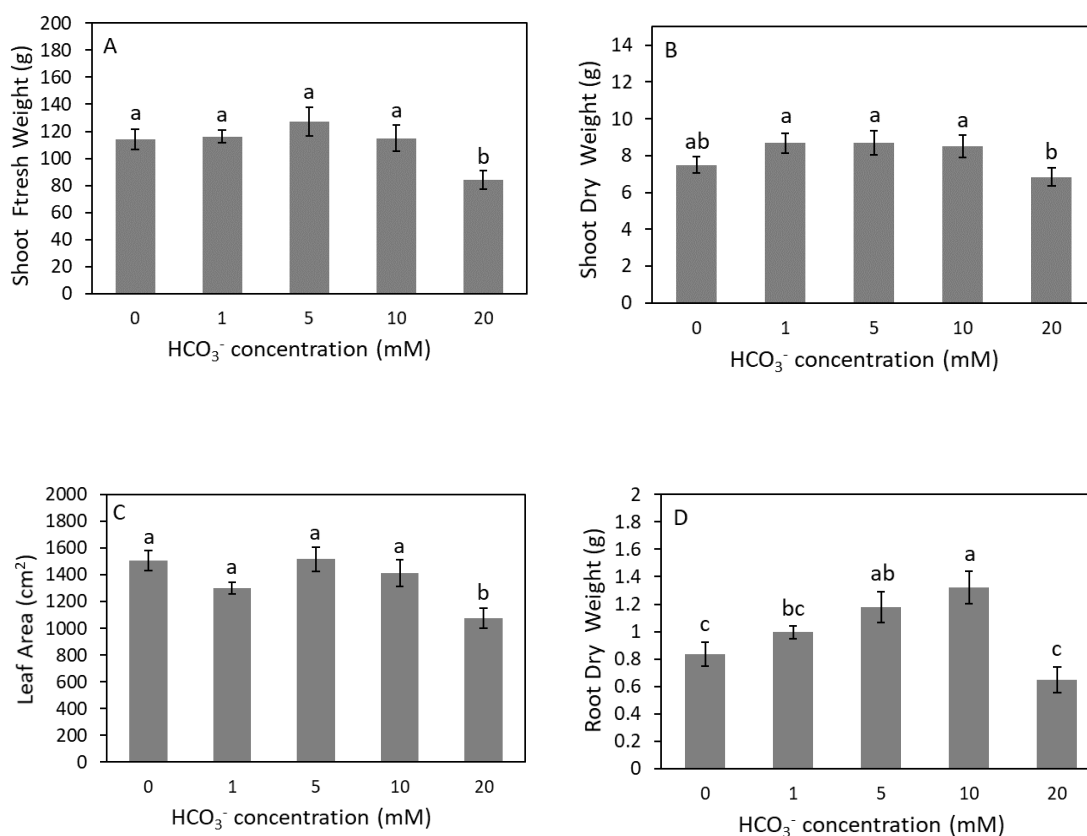 A
Shoot Ftresh Weight (g)
200
180
160
140
120
100
80
60
40
20
0
a
a
a
a
b
0 1 5 10 20
HCO₃⁻ concentration (mM)
B
Shoot Dry Weight (g)
14
12
10
8
6
4
2
0
ab
a
a
a
b
0 1 5 10 20
HCO₃⁻ concentration (mM)
C
Leaf Area (cm²)
2000
1800
1600
1400
1200
1000
800
600
400
200
0
a
a
a
a
b
0 1 5 10 20
HCO₃⁻ concentration (mM)
D
Root Dry Weight (g)
2
1.8
1.6
1.4
1.2
1
0.8
0.6
0.4
0.2
0
c
bc
ab
a
c
0 1 5 10 20
HCO₃⁻ concentration (mM)